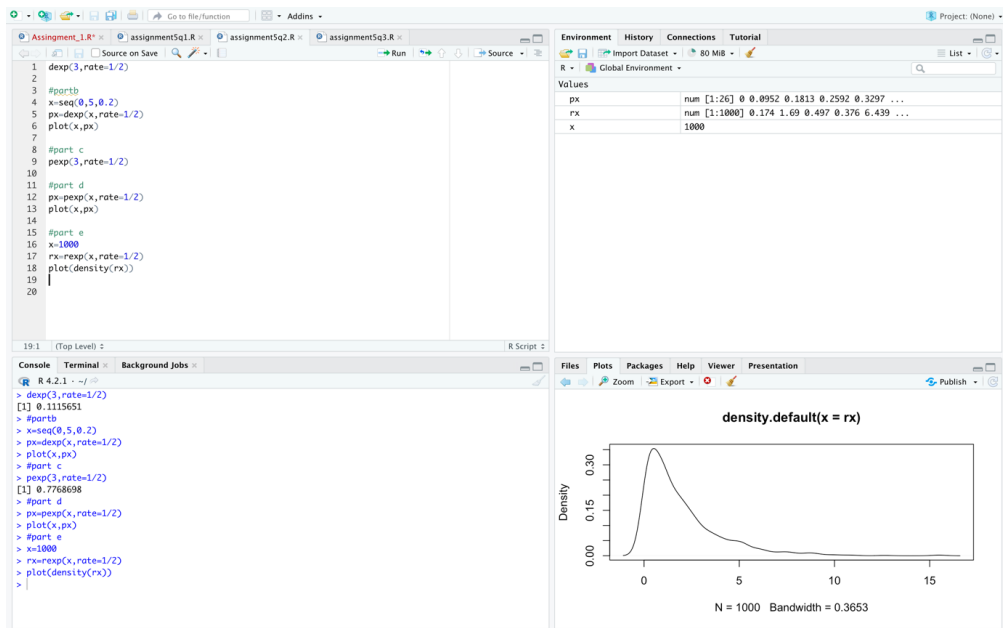 Go to file/function
Addins
Project: (None)
Assingment_1.R*
assignment5q1.R
assignment5q2.R
assignment5q3.R
Source on Save
Run
Source
1 dexp(3,rate=1/2)
2
3 #partb
4 x=seq(0,5,0.2)
5 px=dexp(x,rate=1/2)
6 plot(x,px)
7
8 #part c
9 pexp(3,rate=1/2)
10
11 #part d
12 px=pexp(x,rate=1/2)
13 plot(x,px)
14
15 #part e
16 x=1000
17 rx=rexp(x,rate=1/2)
18 plot(density(rx))
19
20
19:1 (Top Level)
R Script
Console Terminal Background Jobs
R 4.2.1 · ~/
> dexp(3,rate=1/2)
[1] 0.1115651
> #partb
> x=seq(0,5,0.2)
> px=dexp(x,rate=1/2)
> plot(x,px)
> #part c
> pexp(3,rate=1/2)
[1] 0.7768698
> #part d
> px=pexp(x,rate=1/2)
> plot(x,px)
> #part e
> x=1000
> rx=rexp(x,rate=1/2)
> plot(density(rx))
>
Environment History Connections Tutorial
Import Dataset 80 MiB List
R Global Environment
Values
px num [1:26] 0 0.0952 0.1813 0.2592 0.3297 ...
rx num [1:1000] 0.174 1.69 0.497 0.376 6.439 ...
x 1000
Files Plots Packages Help Viewer Presentation
Zoom Export Publish
density.default(x = rx)
Density
0.00 0.15 0.30
0 5 10 15
N = 1000 Bandwidth = 0.3653